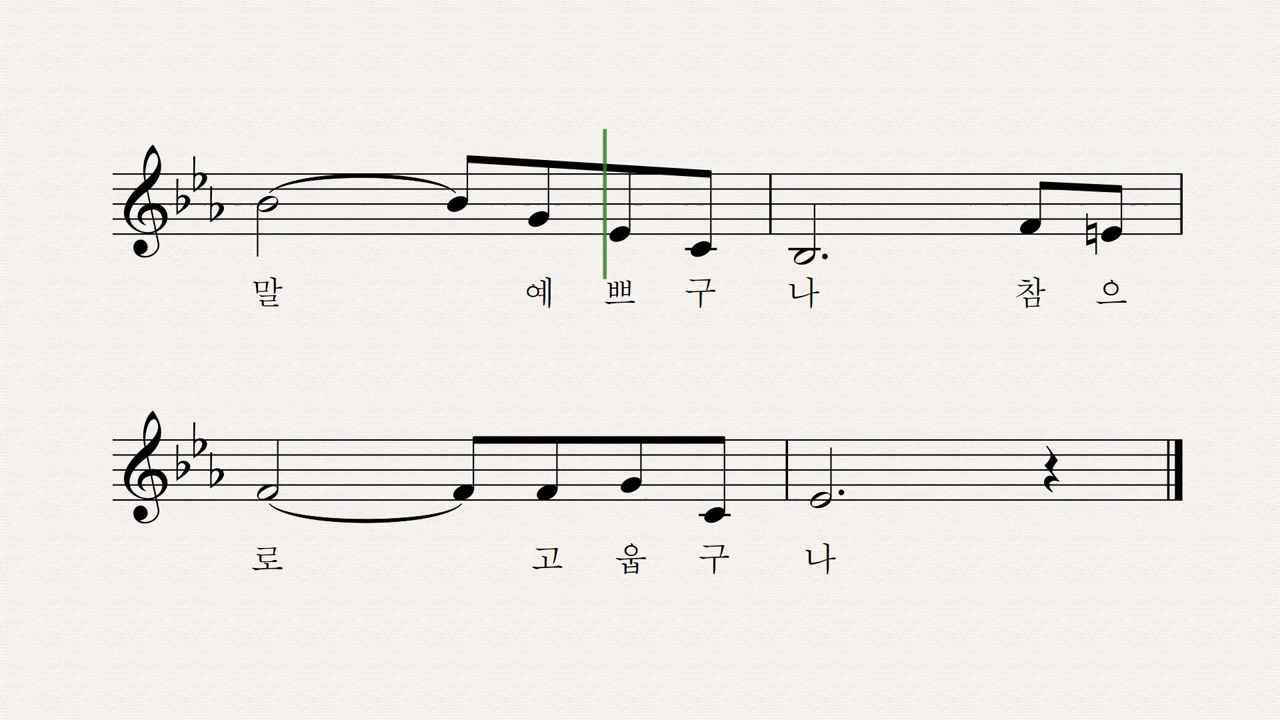 말 예 쁘 구 나 참 으
로 고 웁 구 나